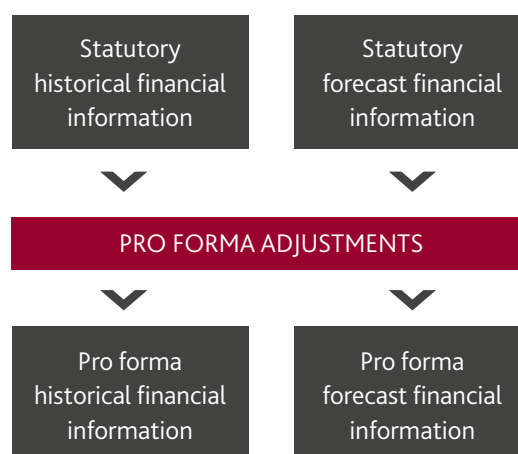 Statutory
historical financial
information
Statutory
forecast financial
information
PRO FORMA ADJUSTMENTS
Pro forma
historical financial
information
Pro forma
forecast financial
information